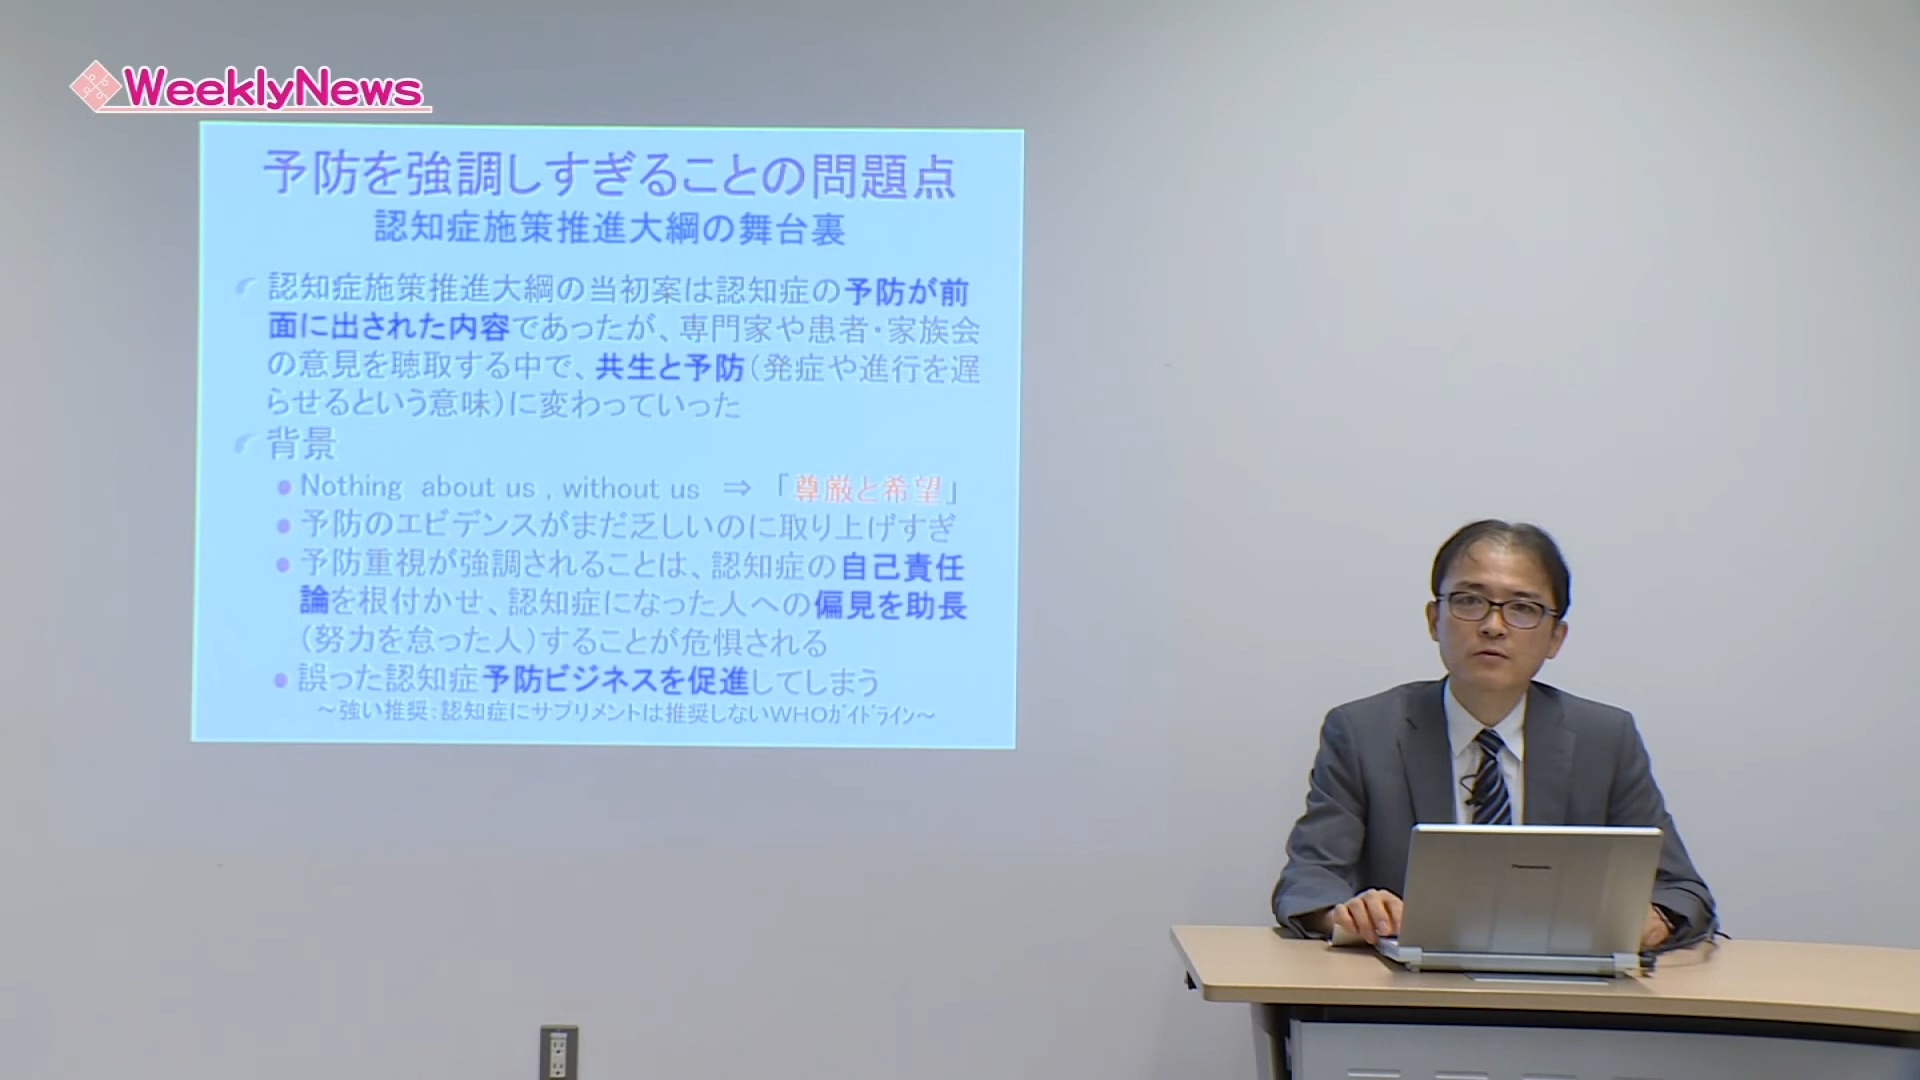 WeeklyNews
予防を強調しすぎることの問題点
認知症施策推進大綱の舞台裏
認知症施策推進大綱の当初案は認知症の予防が前
面に出された内容であったが、専門家や患者・家族会
の意見を聴取する中で、共生と予防（発症や進行を遅
らせるという意味）に変わっていった
背景
Nothing about us , without us ⇒ 「尊厳と希望」
予防のエビデンスがまだ乏しいのに取り上げすぎ
予防重視が強調されることは、認知症の自己責任
論を根付かせ、認知症になった人への偏見を助長
（努力を怠った人）することが危惧される
誤った認知症予防ビジネスを促進してしまう
～強い推奨：認知症にサプリメントは推奨しないWHOｶﾞｲﾄﾞﾗｲﾝ～
Panasonic